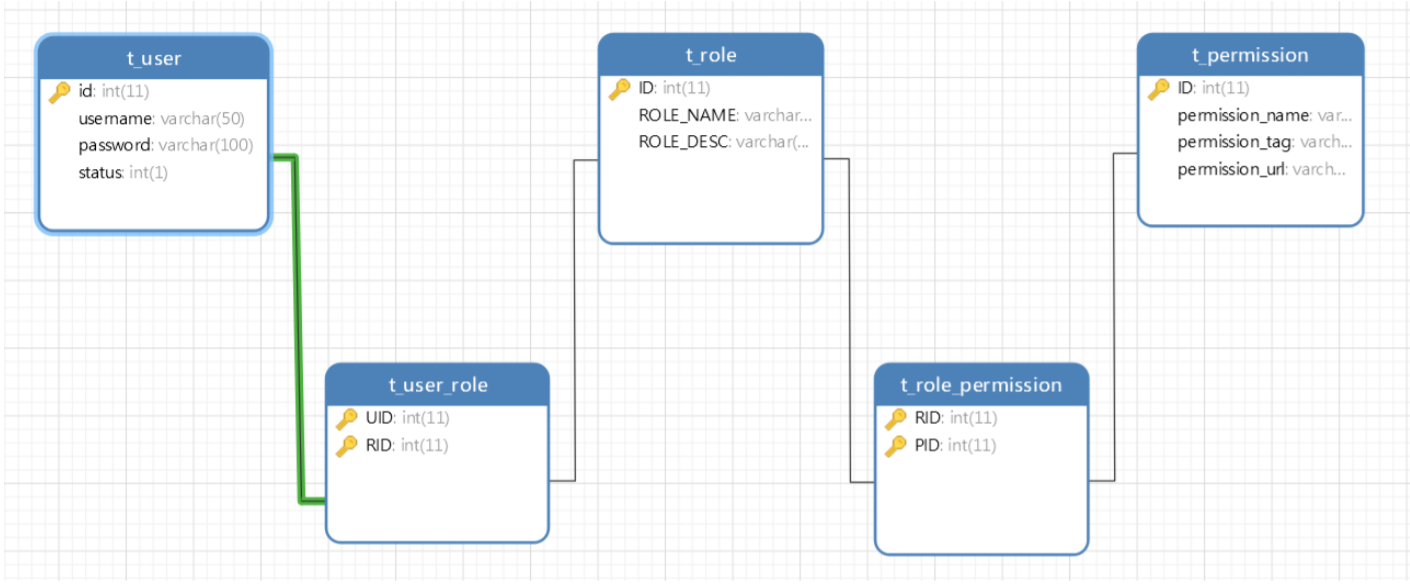 t_user
id: int(11)
username: varchar(50)
password: varchar(100)
status: int(1)
t_role
ID: int(11)
ROLE_NAME: varchar...
ROLE_DESC: varchar(...
t_permission
ID: int(11)
permission_name: var...
permission_tag: varch...
permission_url: varch...
t_user_role
UID: int(11)
RID: int(11)
t_role_permission
RID: int(11)
PID: int(11)